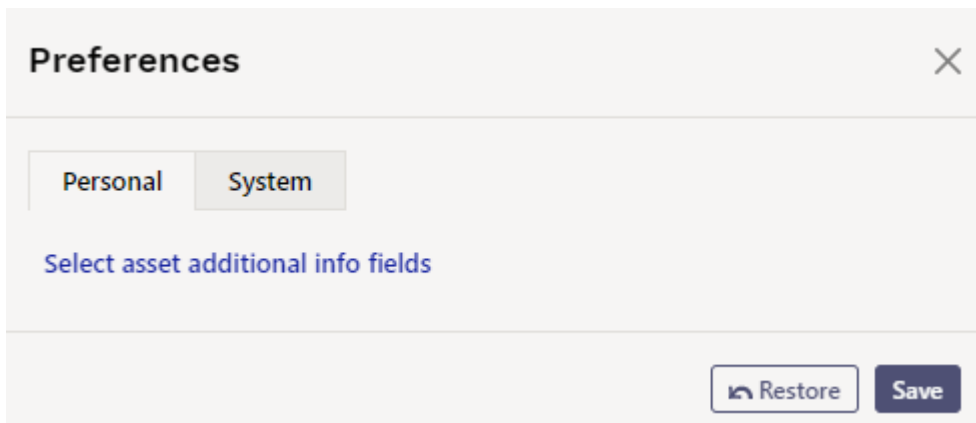 Preferences
Personal System
Select asset additional info fields
Restore Save